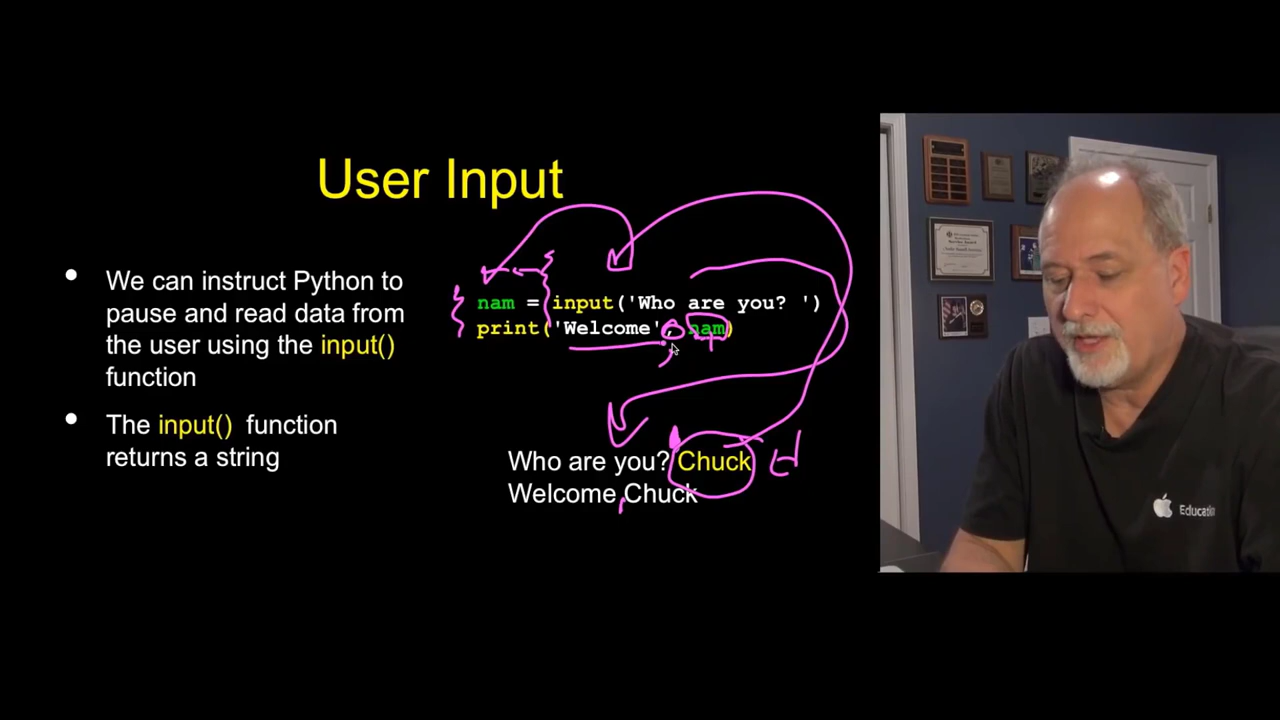 User Input
We can instruct Python to
pause and read data from
the user using the input()
function
The input() function
returns a string
nam = input('Who are you? ')
print('Welcome', nam)
Who are you? Chuck
Welcome Chuck
Education